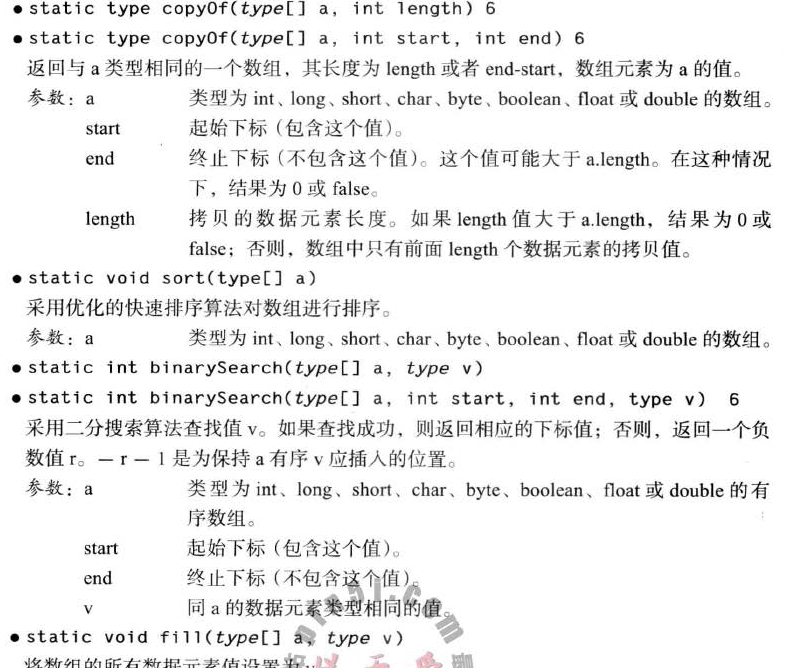 • static type copyOf(type[] a, int length) 6
• static type copyOf(type[] a, int start, int end) 6
返回与 a 类型相同的一个数组，其长度为 length 或者 end-start，数组元素为 a 的值。
参数：a 类型为 int、long、short、char、byte、boolean、float 或 double 的数组。
start 起始下标（包含这个值）。
end 终止下标（不包含这个值）。这个值可能大于 a.length。在这种情况
下，结果为 0 或 false。
length 拷贝的数据元素长度。如果 length 值大于 a.length，结果为 0 或
false；否则，数组中只有前面 length 个数据元素的拷贝值。
• static void sort(type[] a)
采用优化的快速排序算法对数组进行排序。
参数：a 类型为 int、long、short、char、byte、boolean、float 或 double 的数组。
• static int binarySearch(type[] a, type v)
• static int binarySearch(type[] a, int start, int end, type v) 6
采用二分搜索算法查找值 v。如果查找成功，则返回相应的下标值；否则，返回一个负
数值 r。－r－1 是为保持 a 有序 v 应插入的位置。
参数：a 类型为 int、long、short、char、byte、boolean、float 或 double 的有
序数组。
start 起始下标（包含这个值）。
end 终止下标（不包含这个值）。
v 同 a 的数据元素类型相同的值。
• static void fill(type[] a, type v)
将数组的所有数据元素值设置为